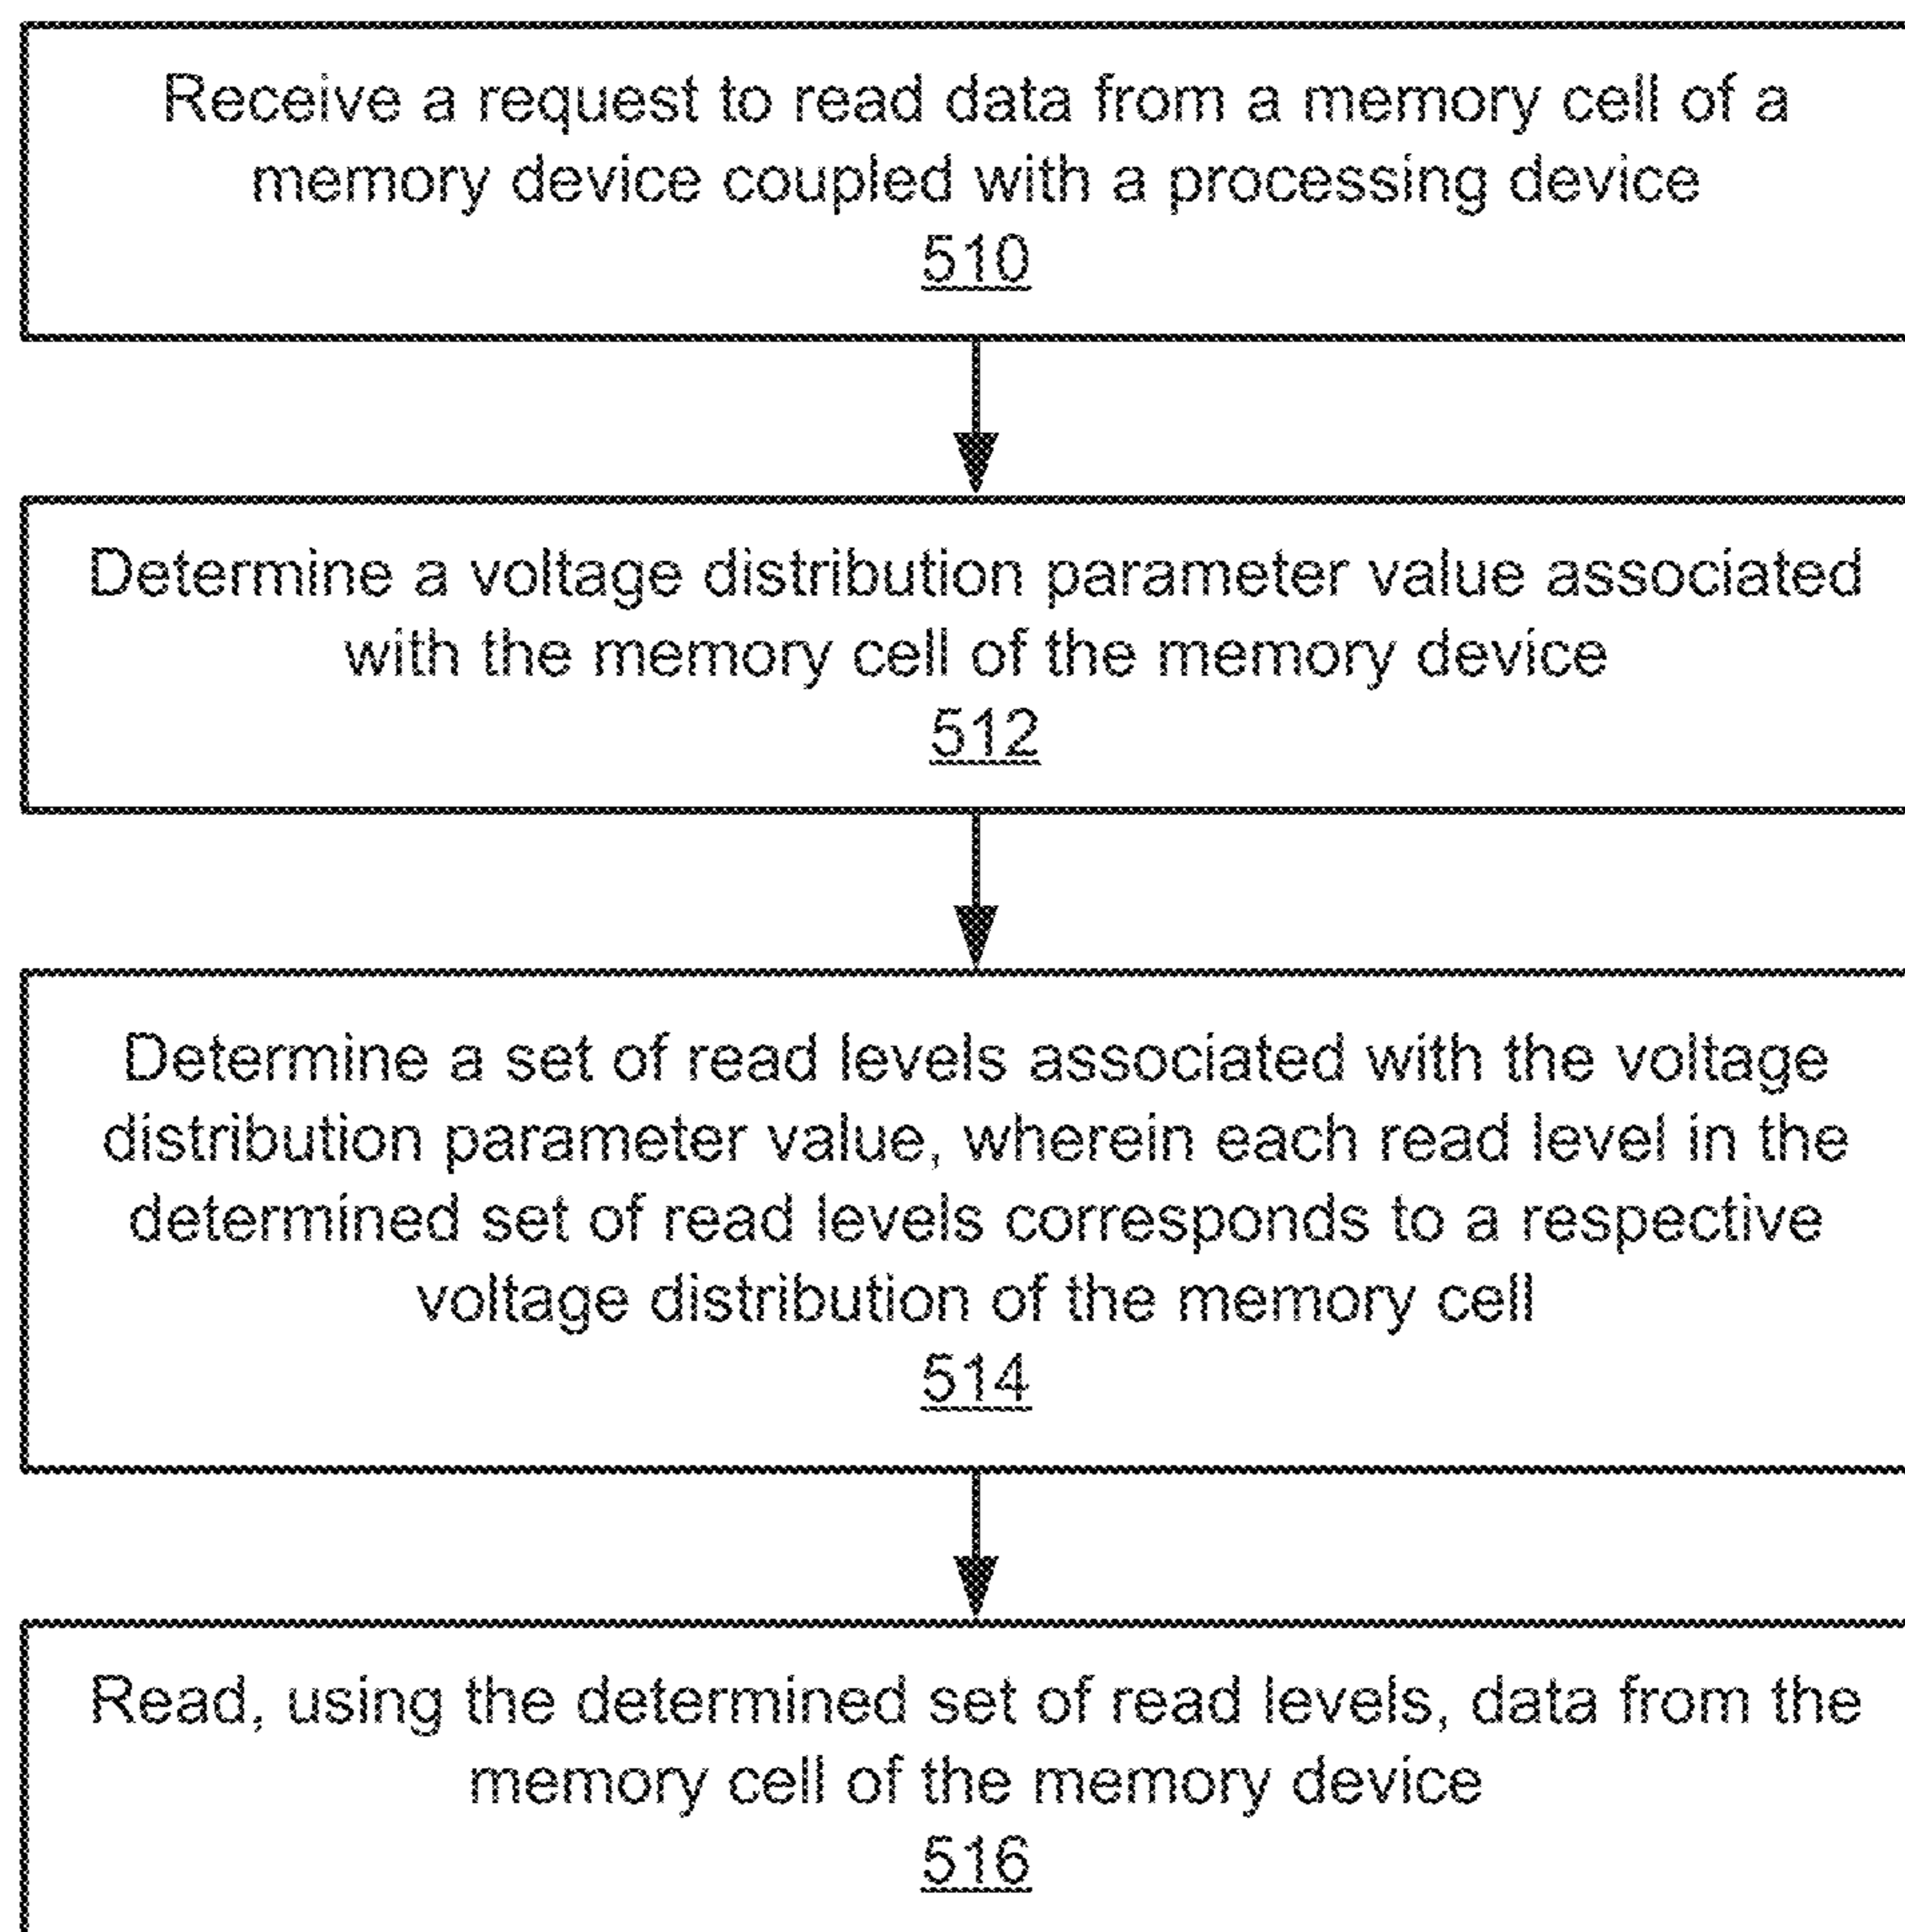 Receive a request to read data from a memory cell of a
memory device coupled with a processing device
510
Determine a voltage distribution parameter value associated
with the memory cell of the memory device
512
Determine a set of read levels associated with the voltage
distribution parameter value, wherein each read level in the
determined set of read levels corresponds to a respective
voltage distribution of the memory cell
514
Read, using the determined set of read levels, data from the
memory cell of the memory device
516